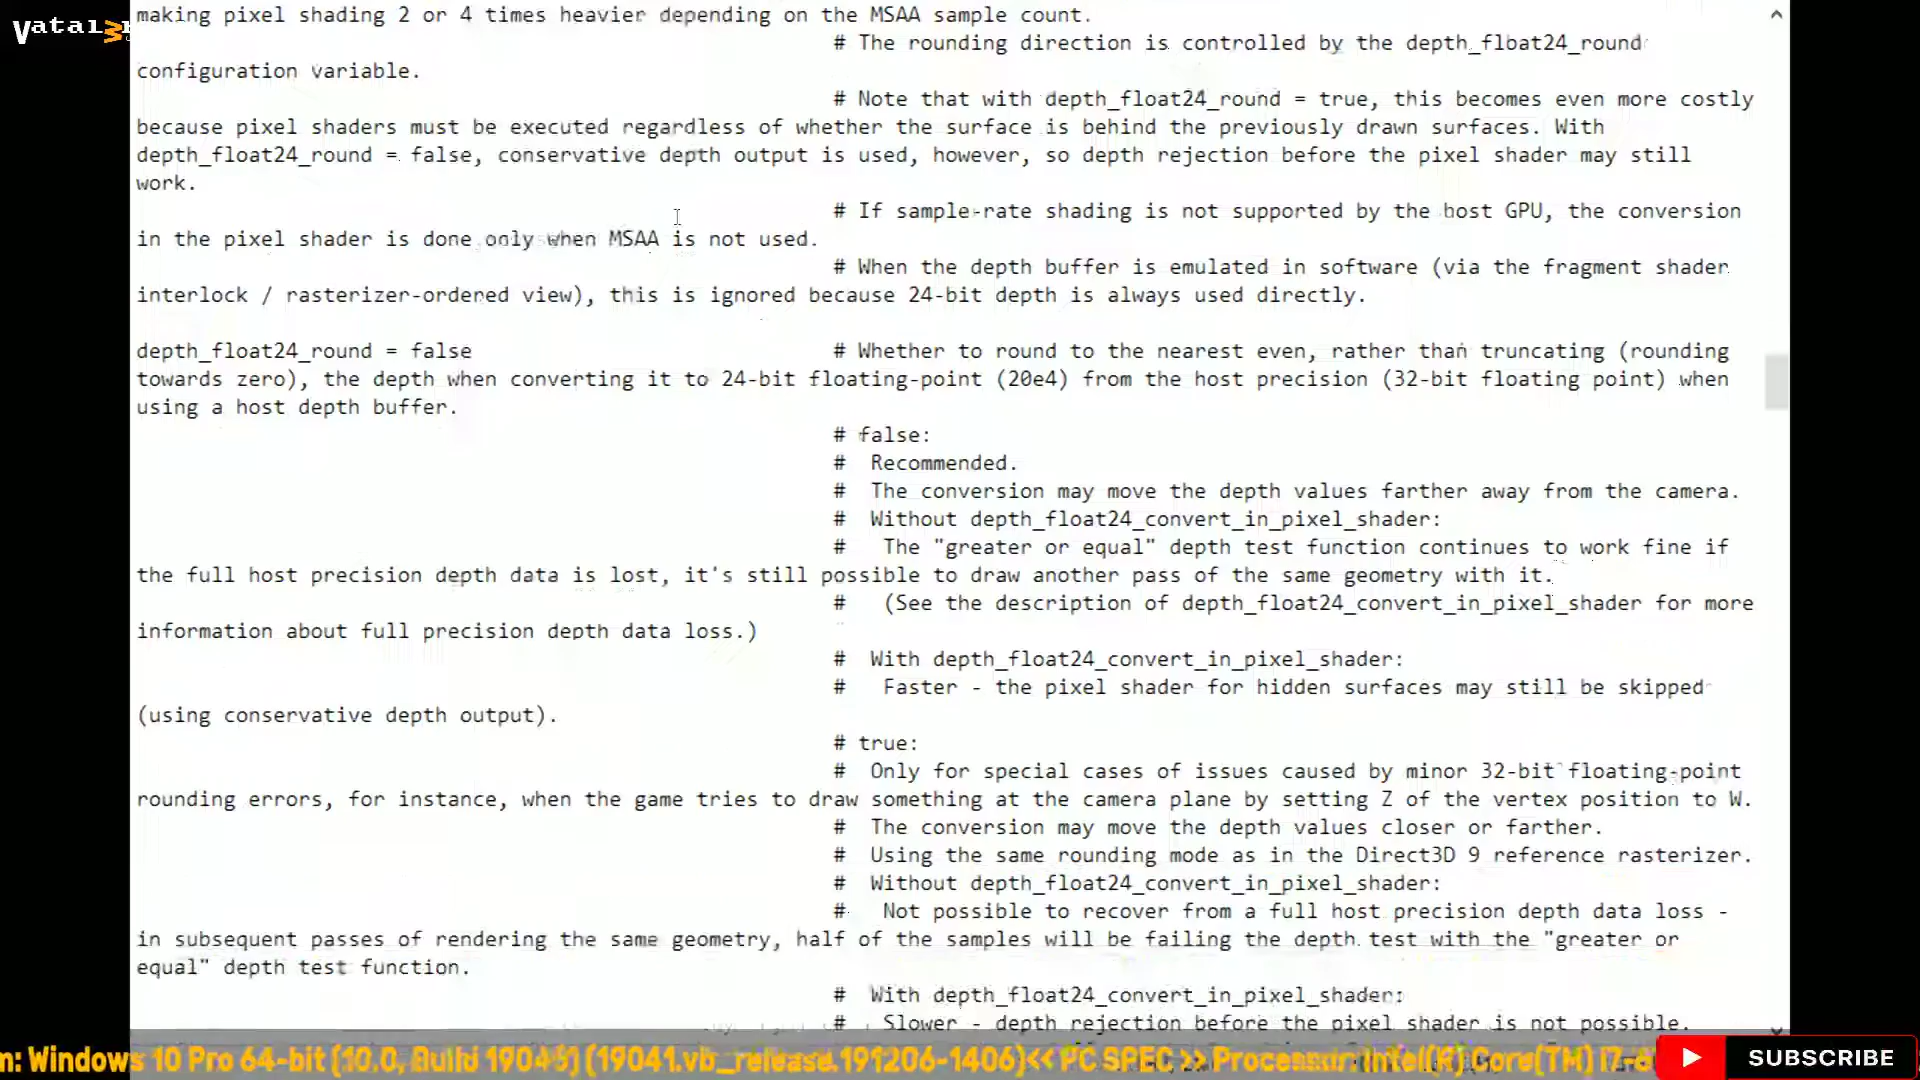 making pixel shading 2 or 4 times heavier depending on the MSAA sample count.
# The rounding direction is controlled by the depth_float24_round
configuration variable.
# Note that with depth_float24_round = true, this becomes even more costly
because pixel shaders must be executed regardless of whether the surface is behind the previously drawn surfaces. With
depth_float24_round = false, conservative depth output is used, however, so depth rejection before the pixel shader may still
work.
# If sample-rate shading is not supported by the host GPU, the conversion
in the pixel shader is done only when MSAA is not used.
# When the depth buffer is emulated in software (via the fragment shader
interlock / rasterizer-ordered view), this is ignored because 24-bit depth is always used directly.
depth_float24_round = false # Whether to round to the nearest even, rather than truncating (rounding
towards zero), the depth when converting it to 24-bit floating-point (20e4) from the host precision (32-bit floating point) when
using a host depth buffer.
# false:
# Recommended.
# The conversion may move the depth values farther away from the camera.
# Without depth_float24_convert_in_pixel_shader:
# The "greater or equal" depth test function continues to work fine if
the full host precision depth data is lost, it's still possible to draw another pass of the same geometry with it.
# (See the description of depth_float24_convert_in_pixel_shader for more
information about full precision depth data loss.)
# With depth_float24_convert_in_pixel_shader:
# Faster - the pixel shader for hidden surfaces may still be skipped
(using conservative depth output).
# true:
# Only for special cases of issues caused by minor 32-bit floating-point
rounding errors, for instance, when the game tries to draw something at the camera plane by setting Z of the vertex position to W.
# The conversion may move the depth values closer or farther.
# Using the same rounding mode as in the Direct3D 9 reference rasterizer.
# Without depth_float24_convert_in_pixel_shader:
# Not possible to recover from a full host precision depth data loss -
in subsequent passes of rendering the same geometry, half of the samples will be failing the depth test with the "greater or
equal" depth test function.
# With depth_float24_convert_in_pixel_shader:
# Slower - depth rejection before the pixel shader is not possible.
m: Windows 10 Pro 64-bit (10.0, Build 19045) (19041.vb_release.191206-1406)<< PC SPEC >> Processor: Intel(R) Core(TM)
SUBSCRIBE